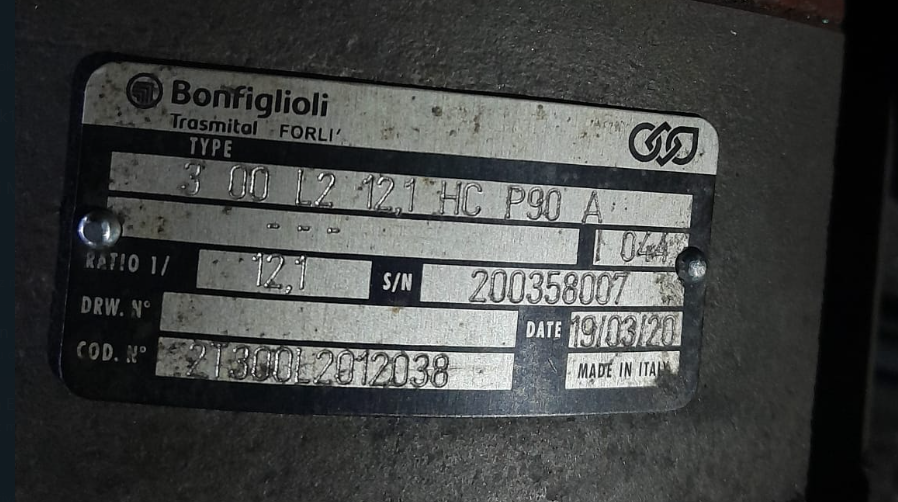 Bonfiglioli
Trasmital FORLI'
TYPE
3 00 L2 12,1 HC P90 A
- - -
RATIO 1/ 12,1 S/N 200358007
DRW. N° DATE 19/03/20
COD. N° 2T300L2012038 MADE IN ITALY